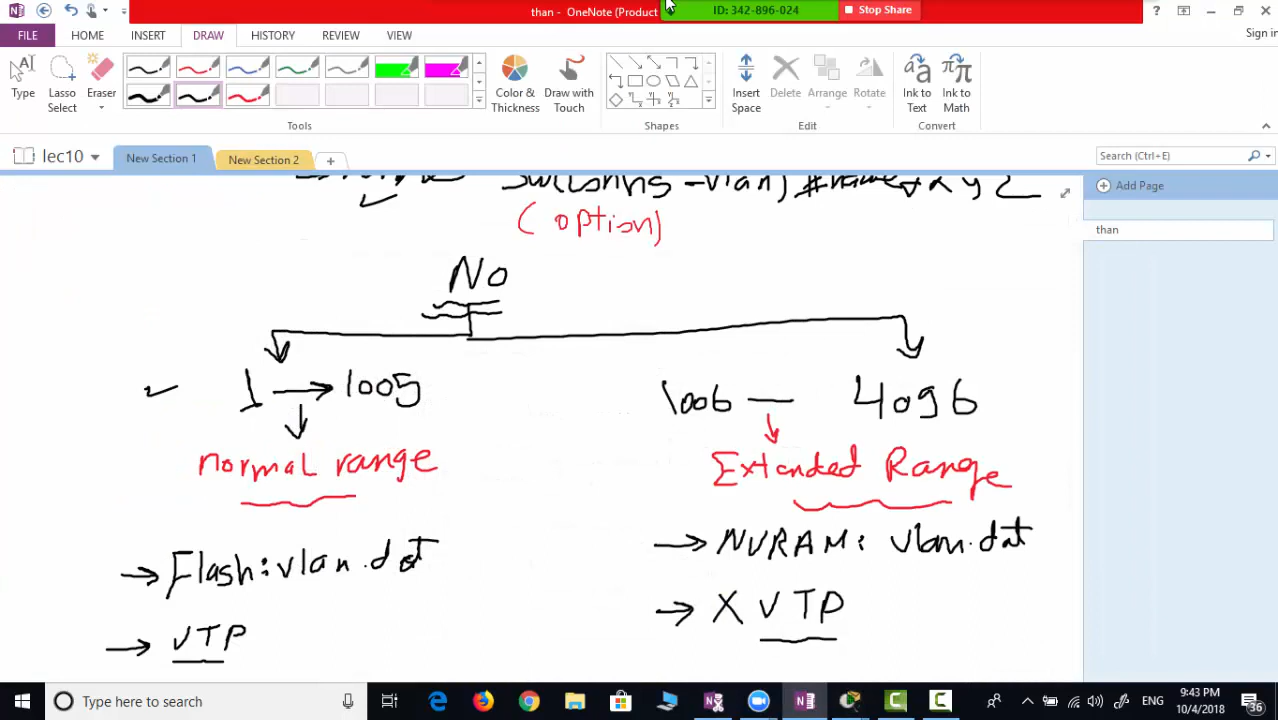 than - OneNote (Product
ID: 342-896-024
Stop Share
?
FILE
HOME
INSERT
DRAW
HISTORY
REVIEW
VIEW
Sign in
Type
Lasso Select
Eraser
Color & Thickness
Draw with Touch
Insert Space
Delete
Arrange
Rotate
Ink to Text
Ink to Math
Tools
Shapes
Edit
Convert
lec10
New Section 1
New Section 2
Search (Ctrl+E)
Add Page
than
(option)
No
1 → 1005
1006 — 4096
normal range
Extanded Range
→ Flash: vlan.dat
→ NVRAM: vlan.dat
→ VTP
→ X VTP
Type here to search
ENG
9:43 PM
10/4/2018
36